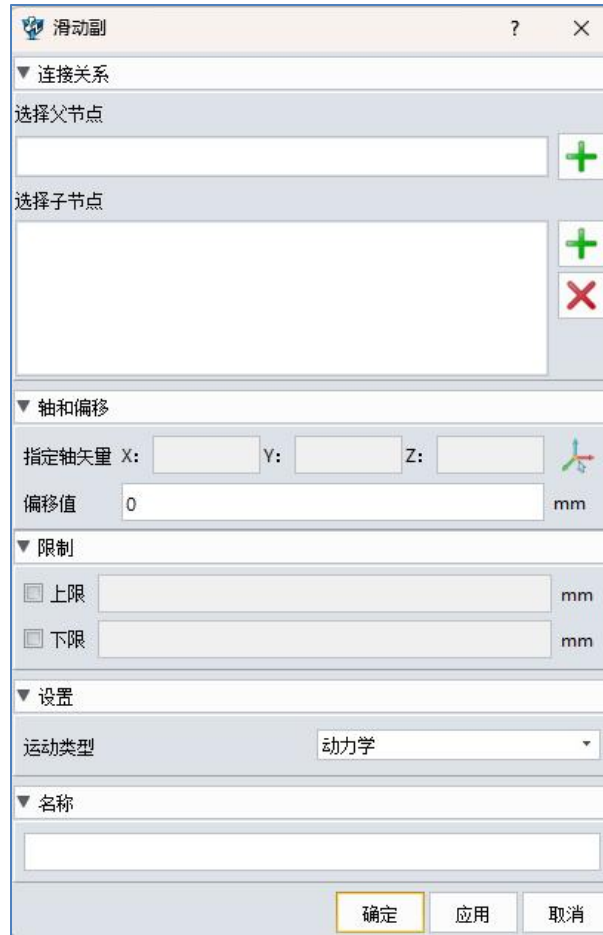 滑动副 ?
连接关系
选择父节点
选择子节点
轴和偏移
指定轴矢量 X: Y: Z:
偏移值 0 mm
限制
上限 mm
下限 mm
设置
运动类型 动力学
名称
确定 应用 取消